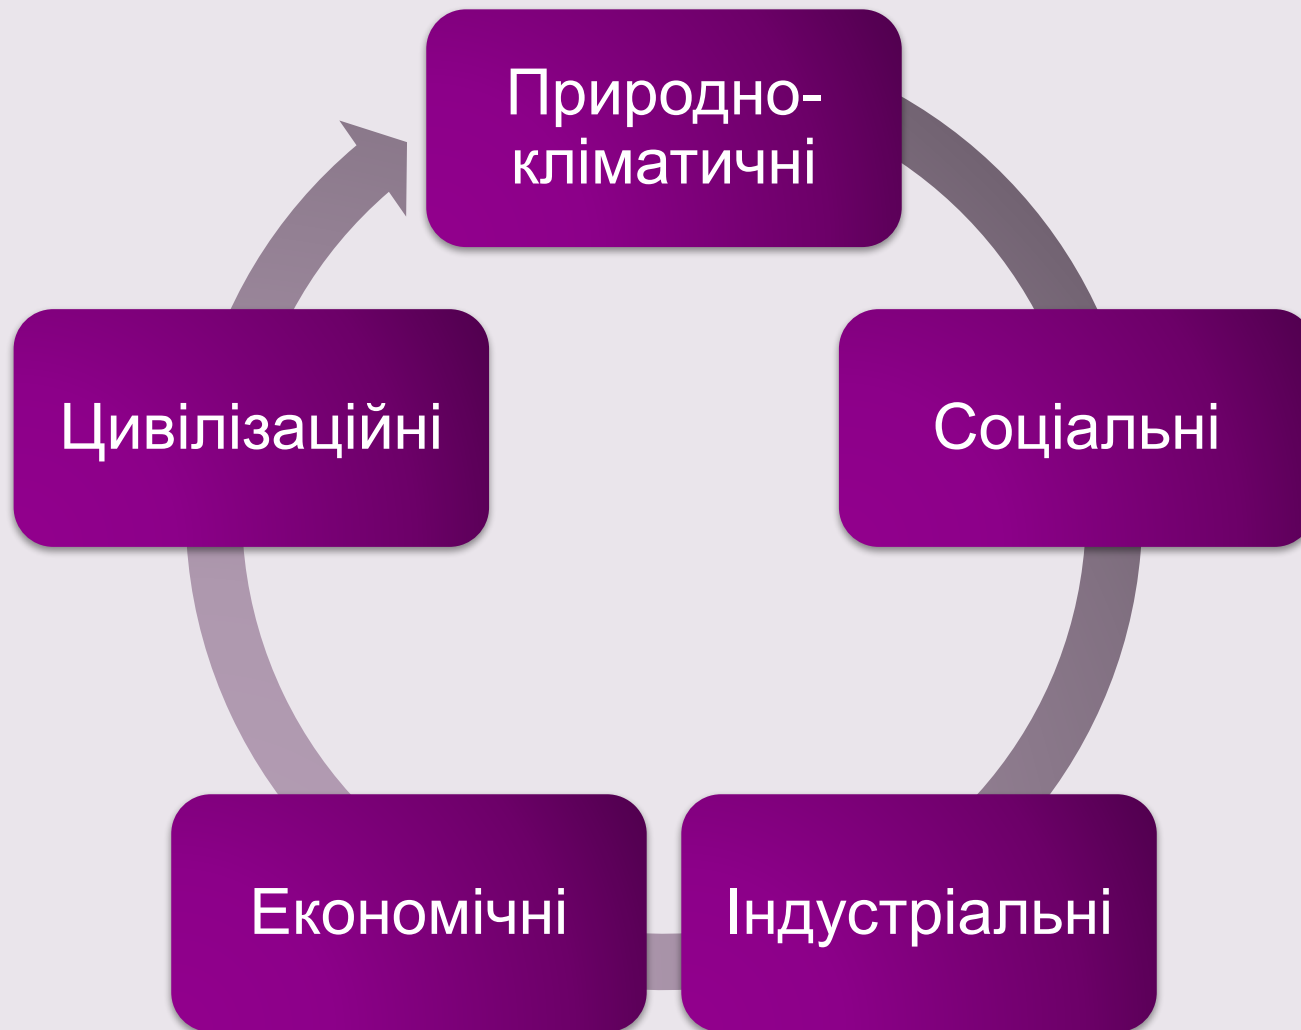 Природно-
кліматичні
Соціальні
Індустріальні
Економічні
Цивілізаційні